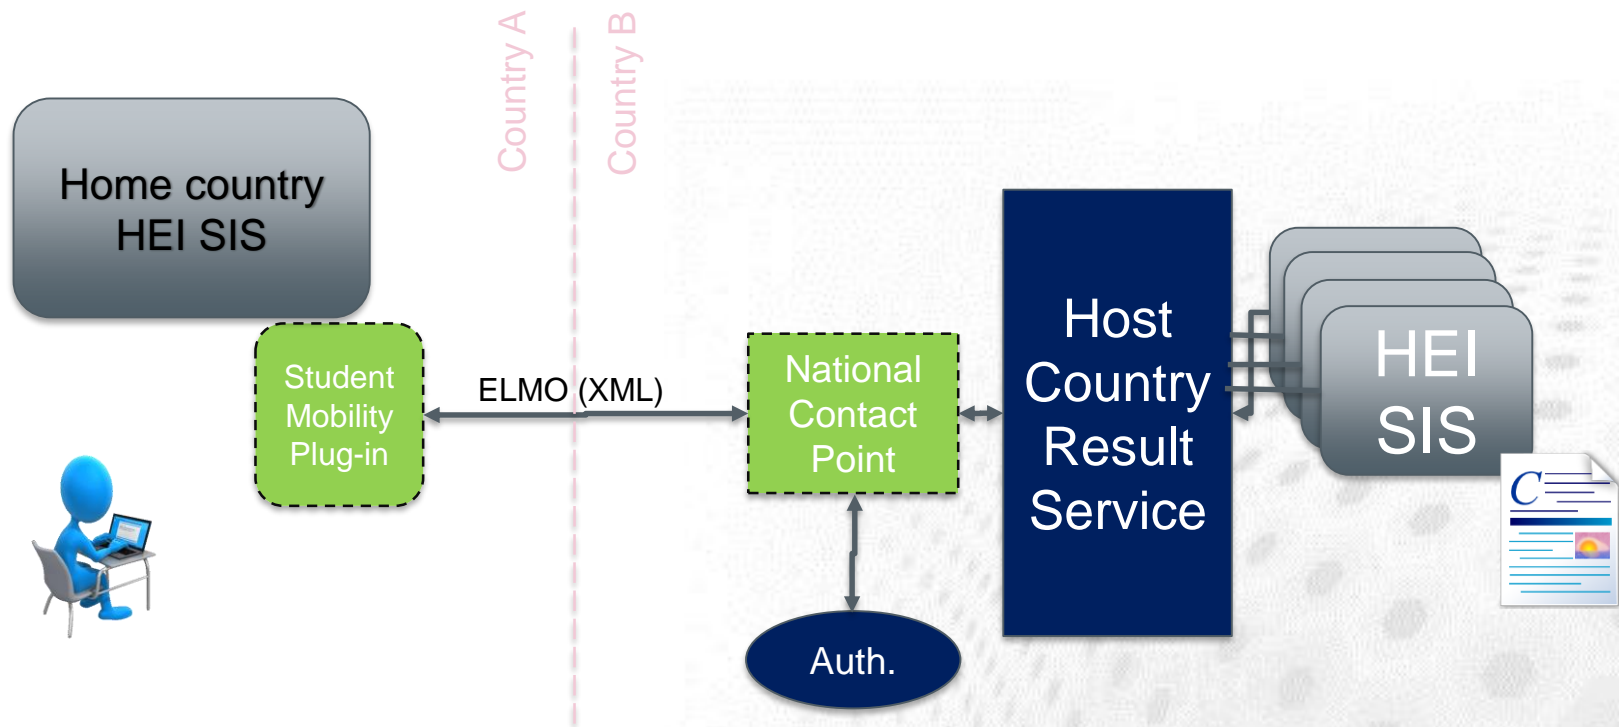 Country A
Country B
Home country
HEI SIS
Student
Mobility
Plug-in
ELMO (XML)
National
Contact
Point
Auth.
Host
Country
Result
Service
HEI
SIS
C